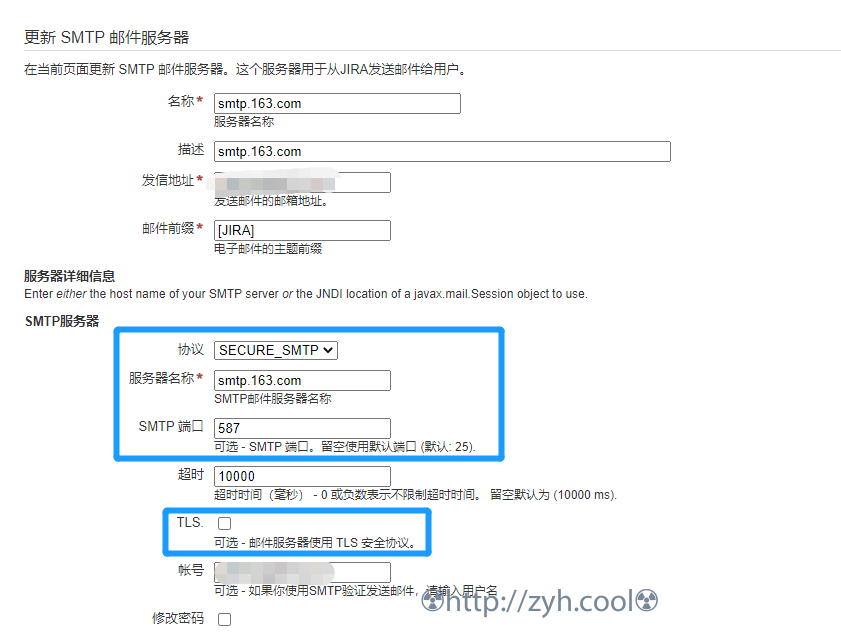 更新 SMTP 邮件服务器
在当前页面更新 SMTP 邮件服务器。这个服务器用于从JIRA发送邮件给用户。
名称* smtp.163.com
服务器名称
描述 smtp.163.com
发信地址*
发送邮件的邮箱地址。
邮件前缀* [JIRA]
电子邮件的主题前缀
服务器详细信息
Enter either the host name of your SMTP server or the JNDI location of a javax.mail.Session object to use.
SMTP服务器
协议 SECURE_SMTP
服务器名称* smtp.163.com
SMTP邮件服务器名称
SMTP 端口 587
可选 - SMTP 端口。留空使用默认端口 (默认: 25).
超时 10000
超时时间（毫秒） - 0 或负数表示不限制超时时间。 留空默认为 (10000 ms).
TLS.
可选 - 邮件服务器使用 TLS 安全协议。
帐号
可选 - 如果你使用SMTP验证发送邮件，请输入用户名
☢http://zyh.cool☢
修改密码